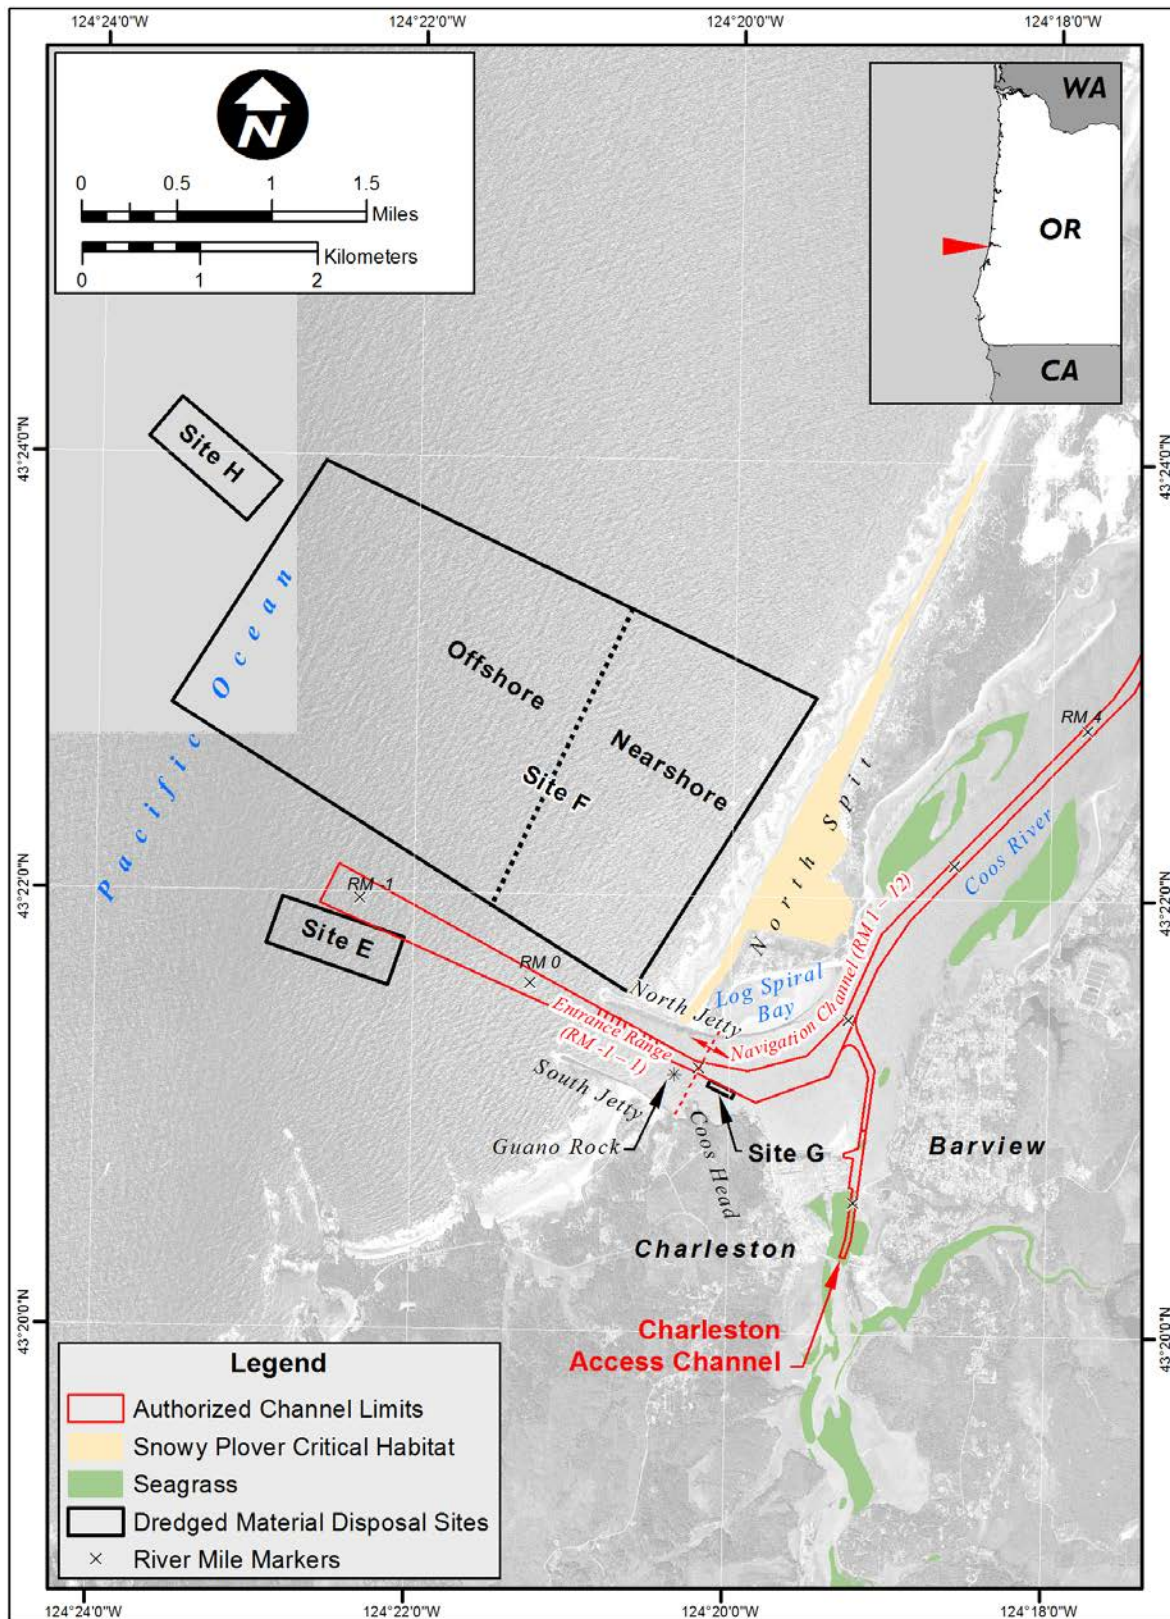 124°24'0"W
124°22'0"W
124°20'0"W
124°18'0"W
N
0
0.5
1
1.5
Miles
Kilometers
0
1
2
WA
OR
CA
43°24'0"N
43°24'0"N
Site H
Pacific Ocean
Offshore
Nearshore
Site F
North Spit
RM 4
Coos River
43°22'0"N
43°22'0"N
RM -1
Site E
RM 0
North Jetty
Log Spiral
Bay
Navigation Channel (RM 1 – 12)
Entrance Range
(RM -1 – 1)
South Jetty
Guano Rock
Coos Head
Site G
Barview
Charleston
43°20'0"N
43°20'0"N
Charleston
Access Channel
Legend
Authorized Channel Limits
Snowy Plover Critical Habitat
Seagrass
Dredged Material Disposal Sites
River Mile Markers
124°24'0"W
124°22'0"W
124°20'0"W
124°18'0"W